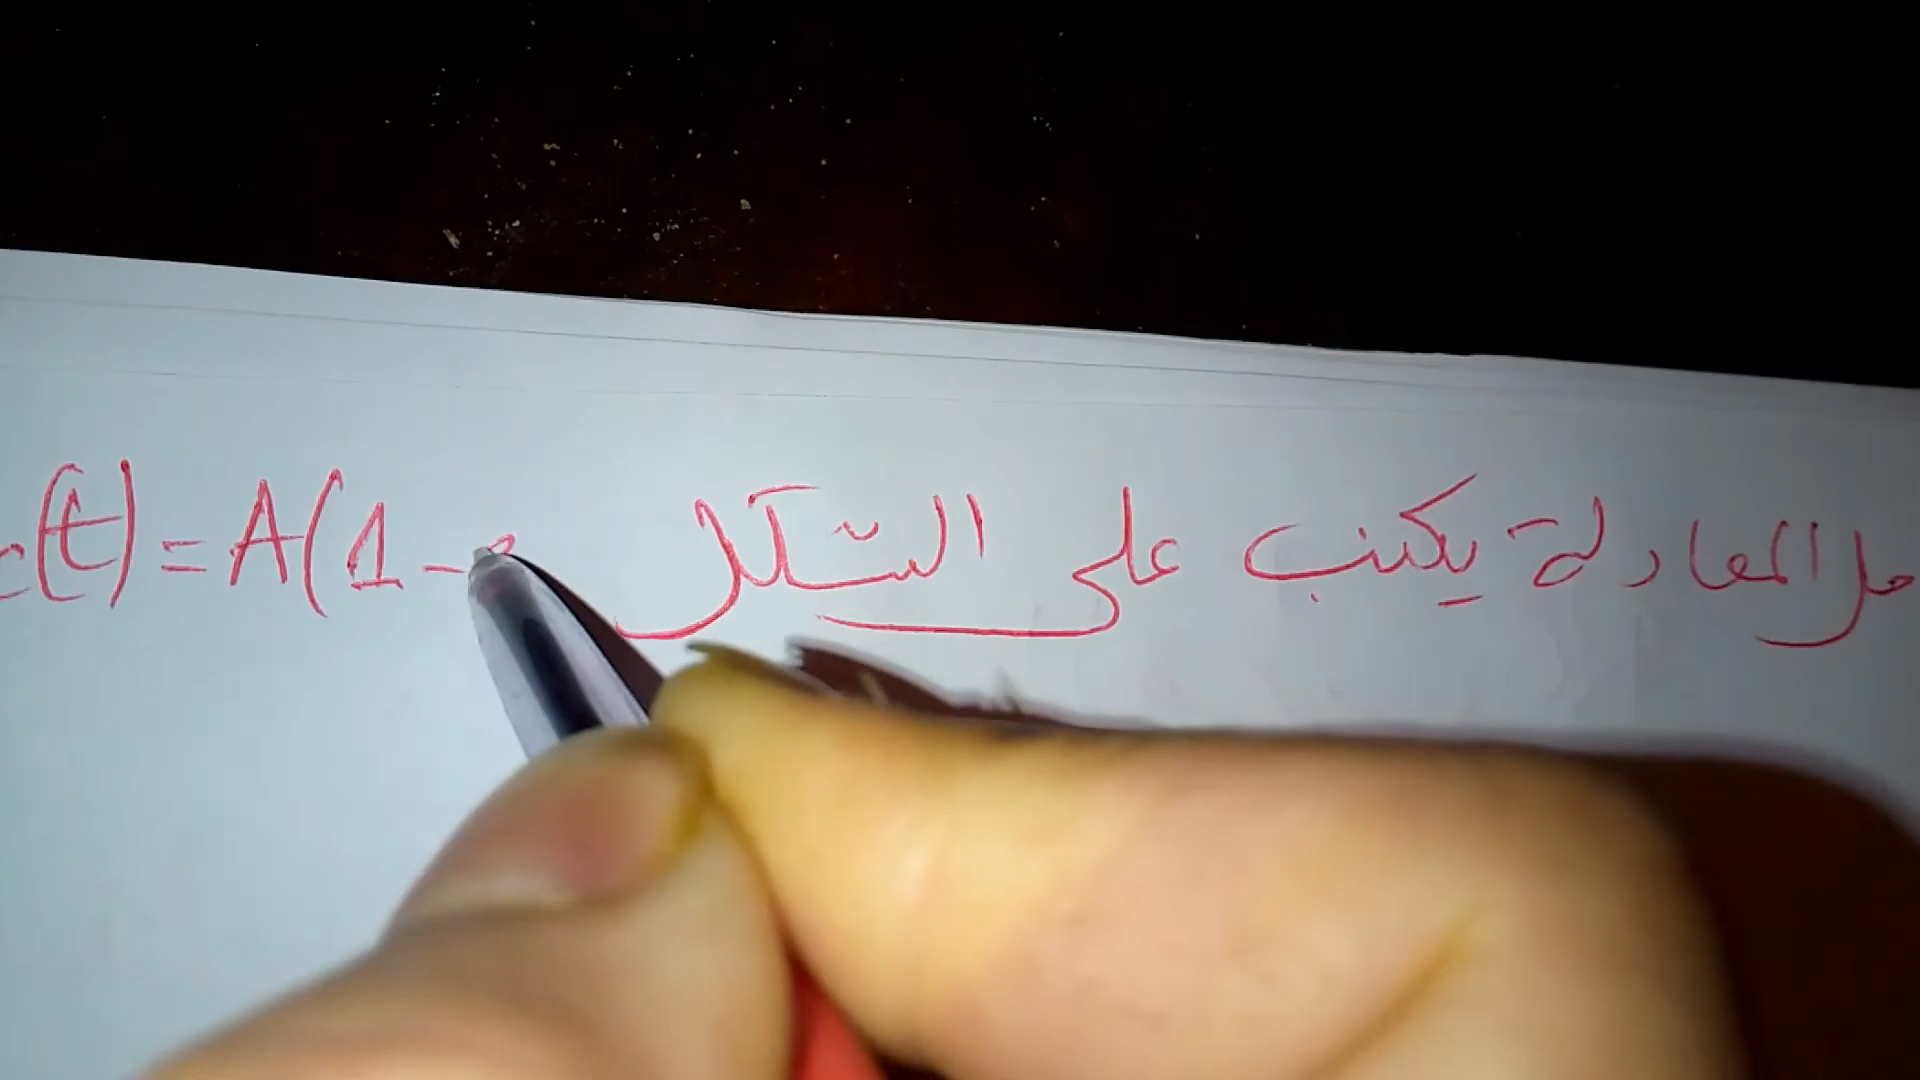 حل المعادلة يكتب على الشكل c(t) = A(1 - e